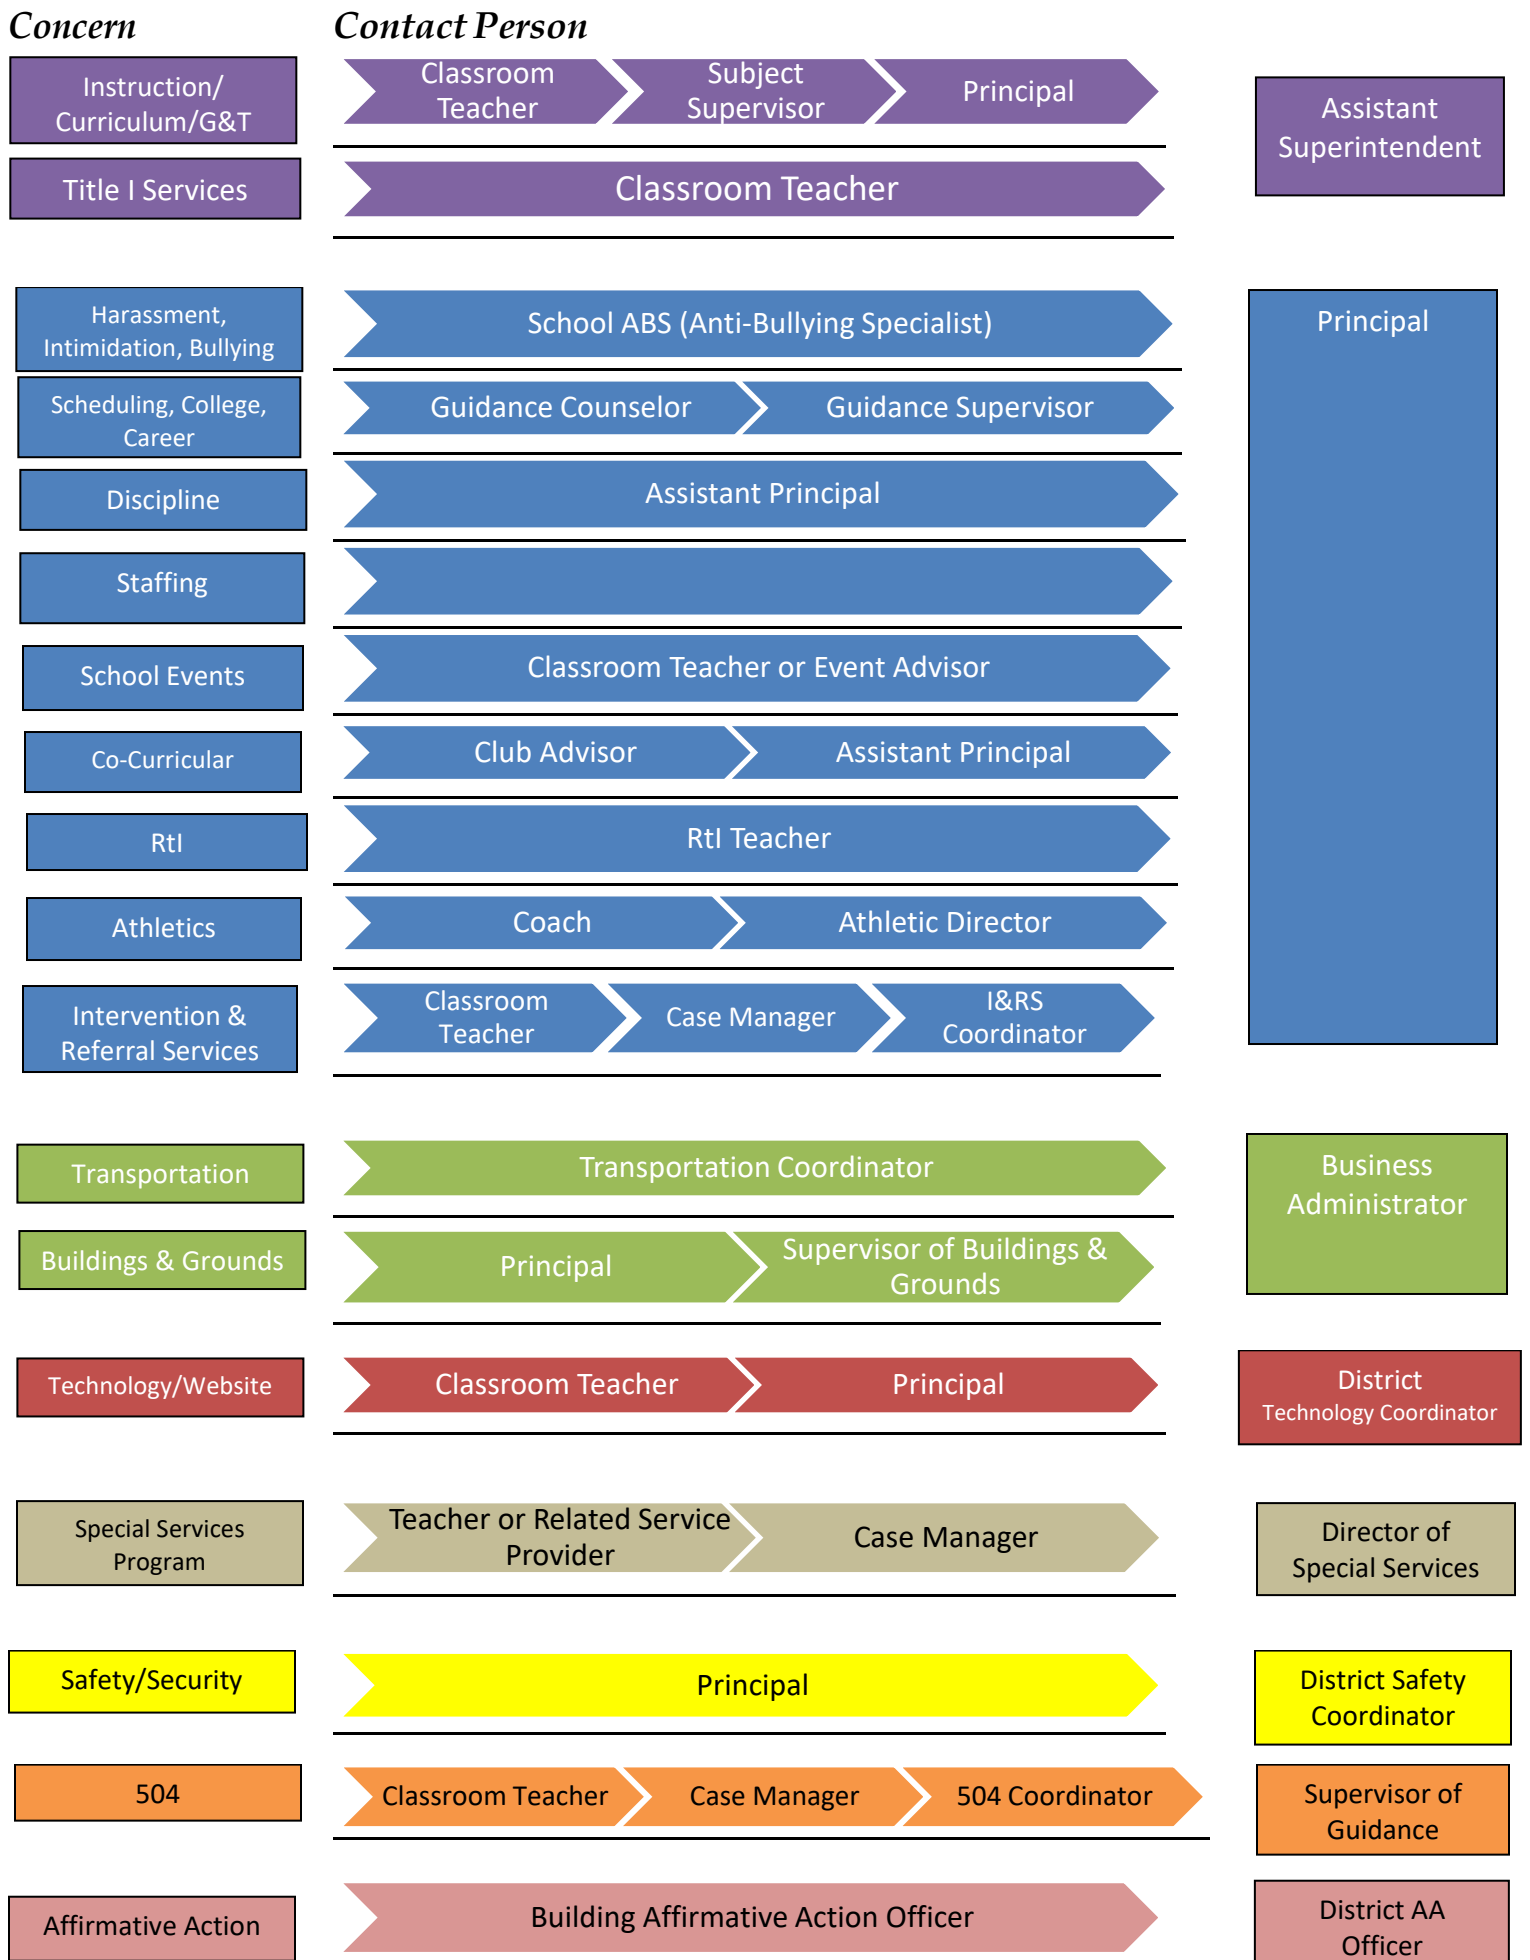 Concern
Contact Person
Instruction/
Curriculum/G&T
Classroom
Teacher
Subject
Supervisor
Principal
Assistant
Superintendent
Title I Services
Classroom Teacher
Harassment,
Intimidation, Bullying
School ABS (Anti-Bullying Specialist)
Principal
Scheduling, College,
Career
Guidance Counselor
Guidance Supervisor
Discipline
Assistant Principal
Staffing
School Events
Classroom Teacher or Event Advisor
Co-Curricular
Club Advisor
Assistant Principal
RtI
RtI Teacher
Athletics
Coach
Athletic Director
Intervention &
Referral Services
Classroom
Teacher
Case Manager
I&RS
Coordinator
Transportation
Transportation Coordinator
Business
Administrator
Buildings & Grounds
Principal
Supervisor of Buildings &
Grounds
Technology/Website
Classroom Teacher
Principal
District
Technology Coordinator
Special Services
Program
Teacher or Related Service
Provider
Case Manager
Director of
Special Services
Safety/Security
Principal
District Safety
Coordinator
504
Classroom Teacher
Case Manager
504 Coordinator
Supervisor of
Guidance
Affirmative Action
Building Affirmative Action Officer
District AA
Officer